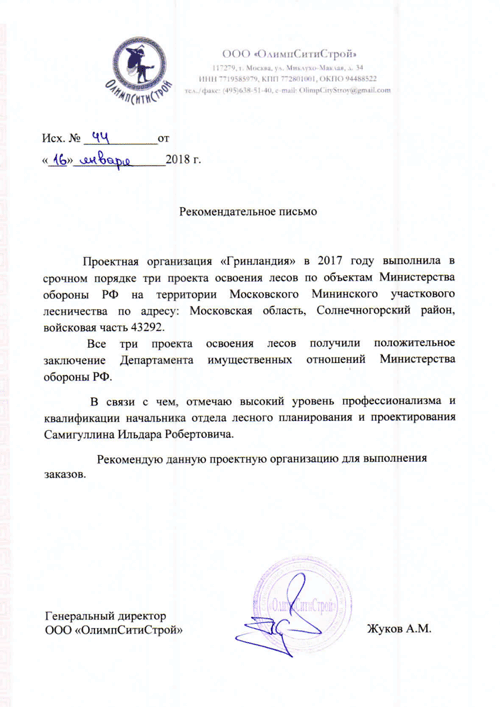 ОЛИМПСИТИСТРОЙ
ООО «ОлимпСитиСтрой»
117279, г. Москва, ул. Миклухо-Маклая, д. 34
ИНН 7719585979, КПП 772801001, ОКПО 94488522
тел./факс: (495)638-51-40, e-mail: OlimpCityStroy@gmail.com
Исх. № 44 от
«16» января 2018 г.
Рекомендательное письмо
Проектная организация «Гринландия» в 2017 году выполнила в
срочном порядке три проекта освоения лесов по объектам Министерства
обороны РФ на территории Московского Мининского участкового
лесничества по адресу: Московская область, Солнечногорский район,
войсковая часть 43292.
Все три проекта освоения лесов получили положительное
заключение Департамента имущественных отношений Министерства
обороны РФ.
В связи с чем, отмечаю высокий уровень профессионализма и
квалификации начальника отдела лесного планирования и проектирования
Самигуллина Ильдара Робертовича.
Рекомендую данную проектную организацию для выполнения
заказов.
Генеральный директор
ООО «ОлимпСитиСтрой»
«ОлимпСитиСтрой»
Жуков А.М.